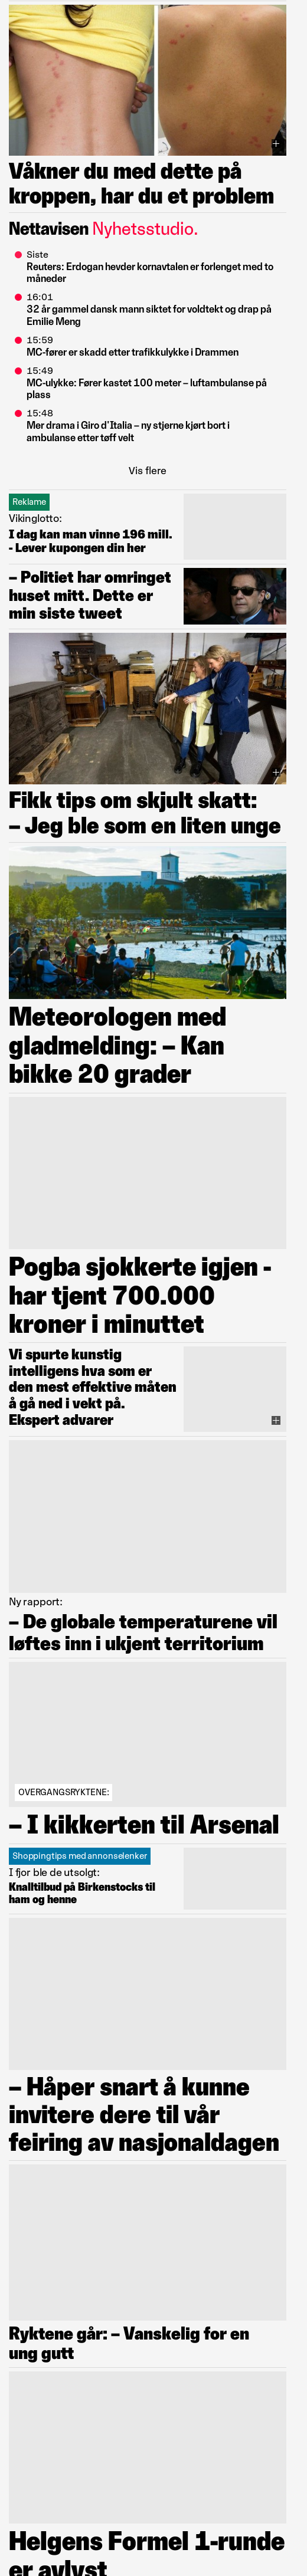 Våkner du med dette på
kroppen, har du et problem
Nettavisen Nyhetsstudio.
Siste
Reuters: Erdogan hevder kornavtalen er forlenget med to
måneder
16:01
32 år gammel dansk mann siktet for voldtekt og drap på
Emilie Meng
15:59
MC-fører er skadd etter trafikkulykke i Drammen
15:49
MC-ulykke: Fører kastet 100 meter – luftambulanse på
plass
15:48
Mer drama i Giro d'Italia – ny stjerne kjørt bort i
ambulanse etter tøff velt
Vis flere
Reklame
Vikinglotto:
I dag kan man vinne 196 mill.
- Lever kupongen din her
– Politiet har omringet
huset mitt. Dette er
min siste tweet
Fikk tips om skjult skatt:
– Jeg ble som en liten unge
Meteorologen med
gladmelding: – Kan
bikke 20 grader
Pogba sjokkerte igjen -
har tjent 700.000
kroner i minuttet
Vi spurte kunstig
intelligens hva som er
den mest effektive måten
å gå ned i vekt på.
Ekspert advarer
Ny rapport:
– De globale temperaturene vil
løftes inn i ukjent territorium
OVERGANGSRYKTENE:
– I kikkerten til Arsenal
Shoppingtips med annonselenker
I fjor ble de utsolgt:
Knalltilbud på Birkenstocks til
ham og henne
– Håper snart å kunne
invitere dere til vår
feiring av nasjonaldagen
Ryktene går: – Vanskelig for en
ung gutt
Helgens Formel 1-runde
er avlyst